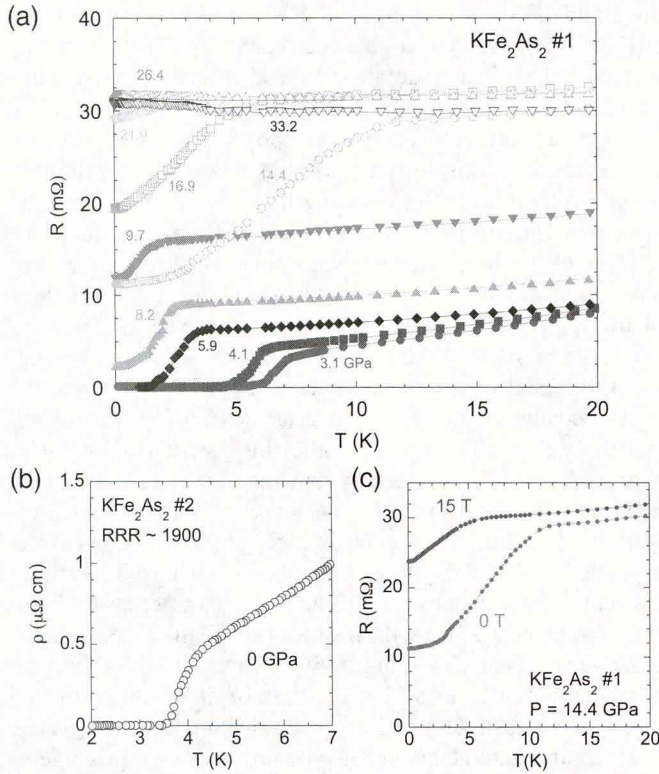 (a)
KFe2As2 #1
40
30
20
10
0
R (mΩ)
26.4
21.9
33.2
16.9
14.4
9.7
8.2
5.9
4.1
3.1 GPa
0 5 10 15 20
T (K)
(b)
KFe2As2 #2
RRR ~ 1900
1.5
1
0.5
0
ρ (μΩ cm)
0 GPa
2 3 4 5 6 7
T (K)
(c)
40
30
20
10
0
R (mΩ)
15 T
0 T
KFe2As2 #1
P = 14.4 GPa
0 5 10 15 20
T(K)